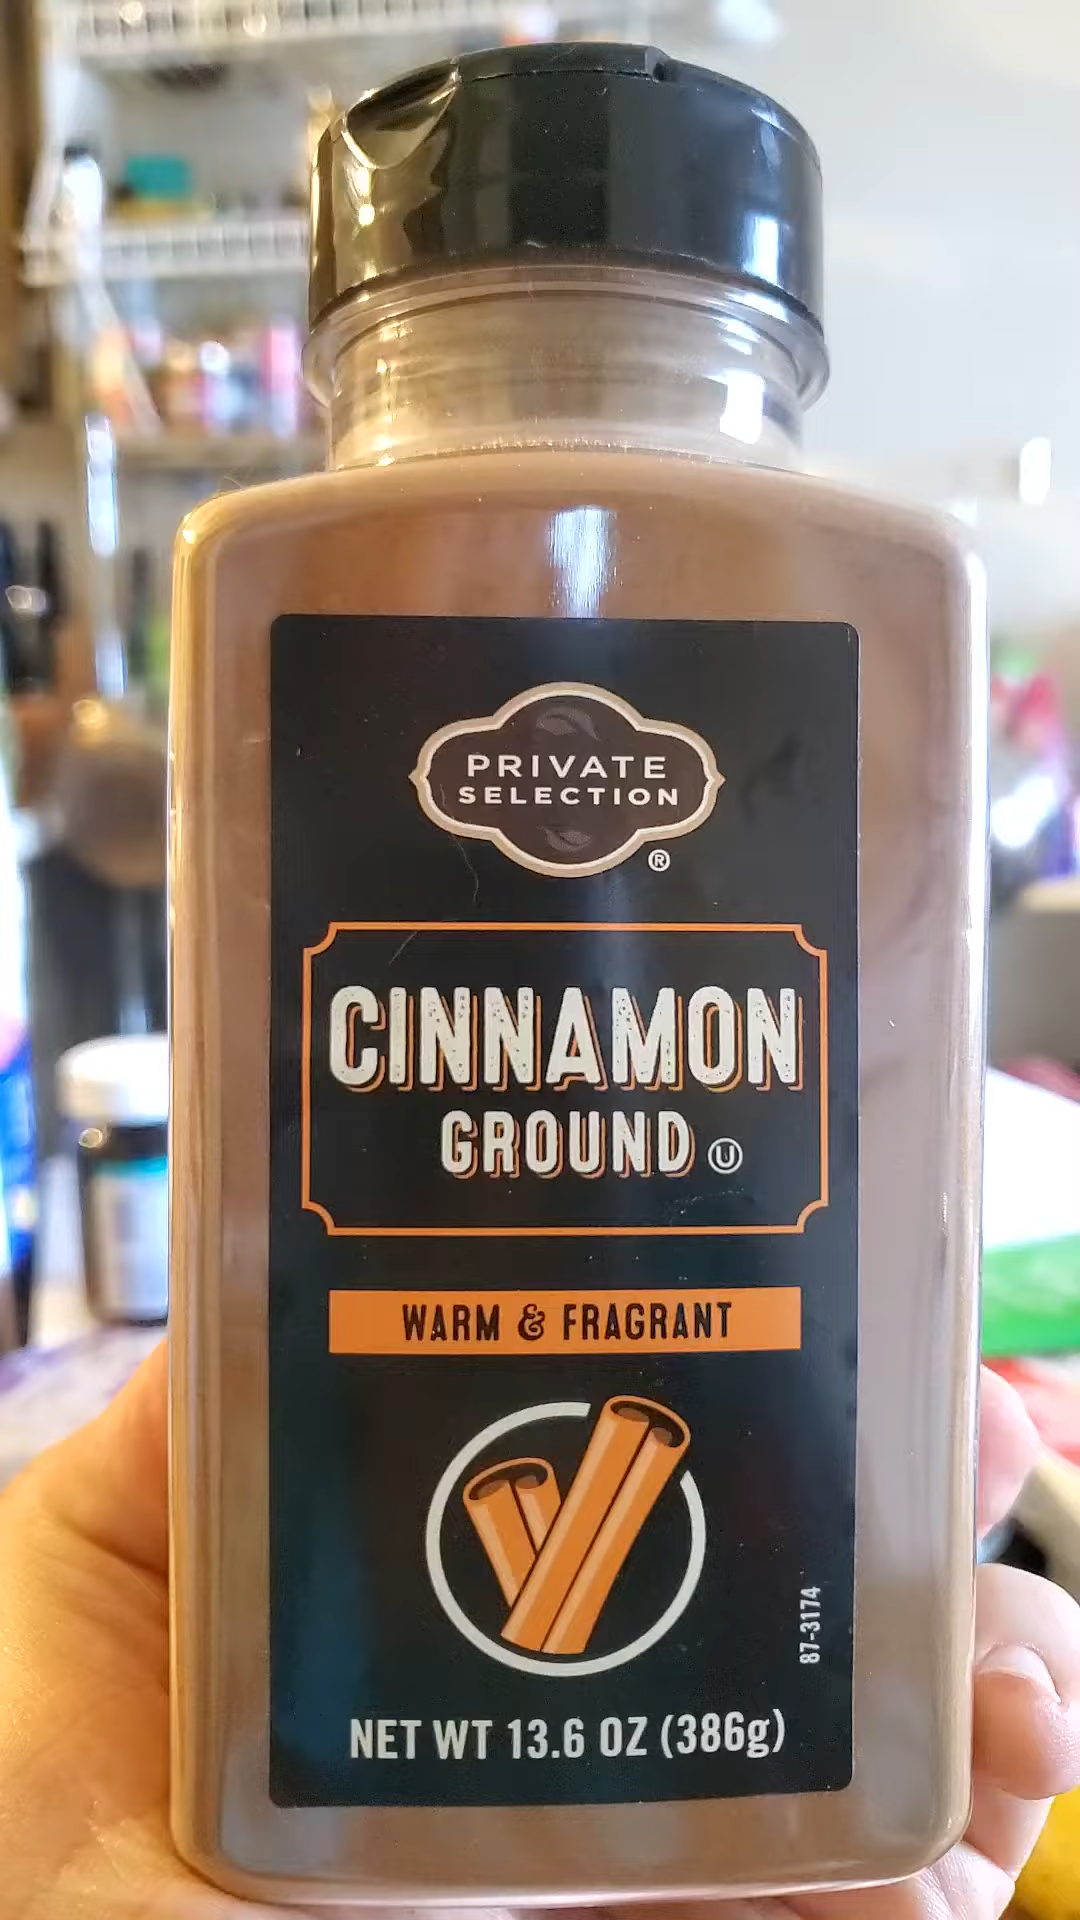 PRIVATE
SELECTION
®
CINNAMON
GROUND Ⓤ
WARM & FRAGRANT
87-3174
NET WT 13.6 OZ (386g)